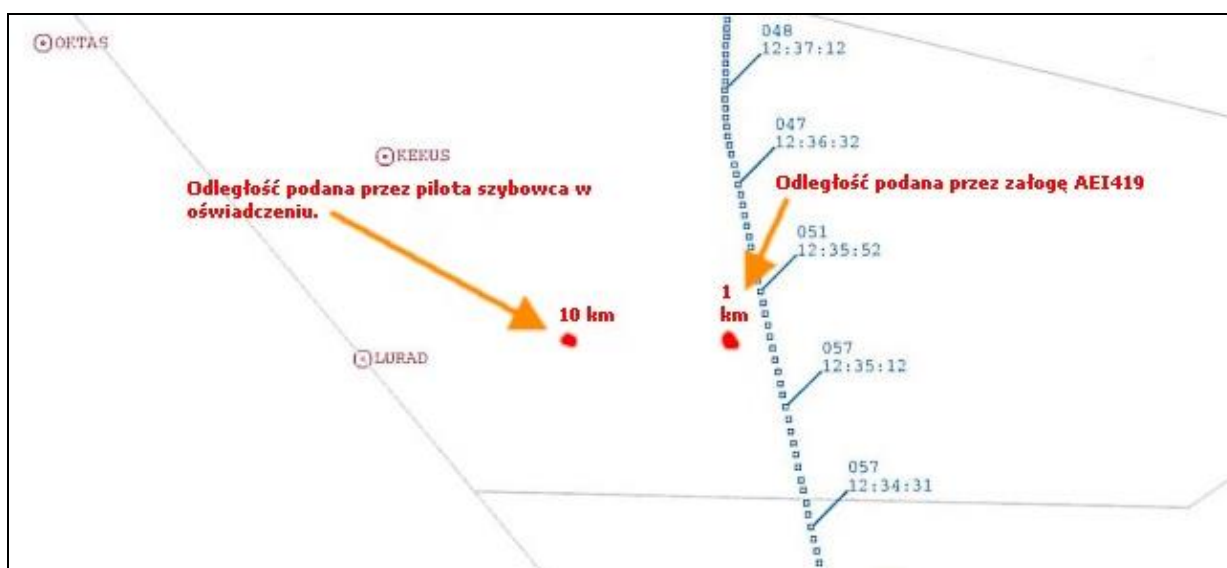 OKTAS
048
12:37:12
047
12:36:32
KEKUS
Odległość podana przez pilota szybowca w
oświadczeniu.
Odległość podana przez załogę AEI419
051
12:35:52
10 km
1
km
LURAD
057
12:35:12
057
12:34:31